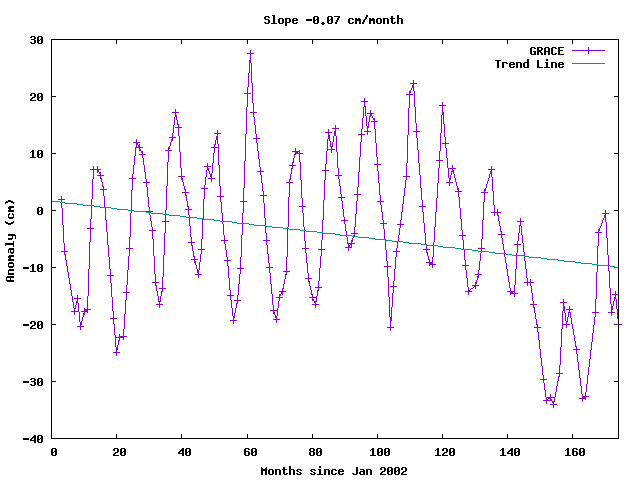 Slope -0.07 cm/month
GRACE
Trend Line
30
20
10
0
-10
-20
-30
-40
Anomaly (cm)
0 20 40 60 80 100 120 140 160
Months since Jan 2002